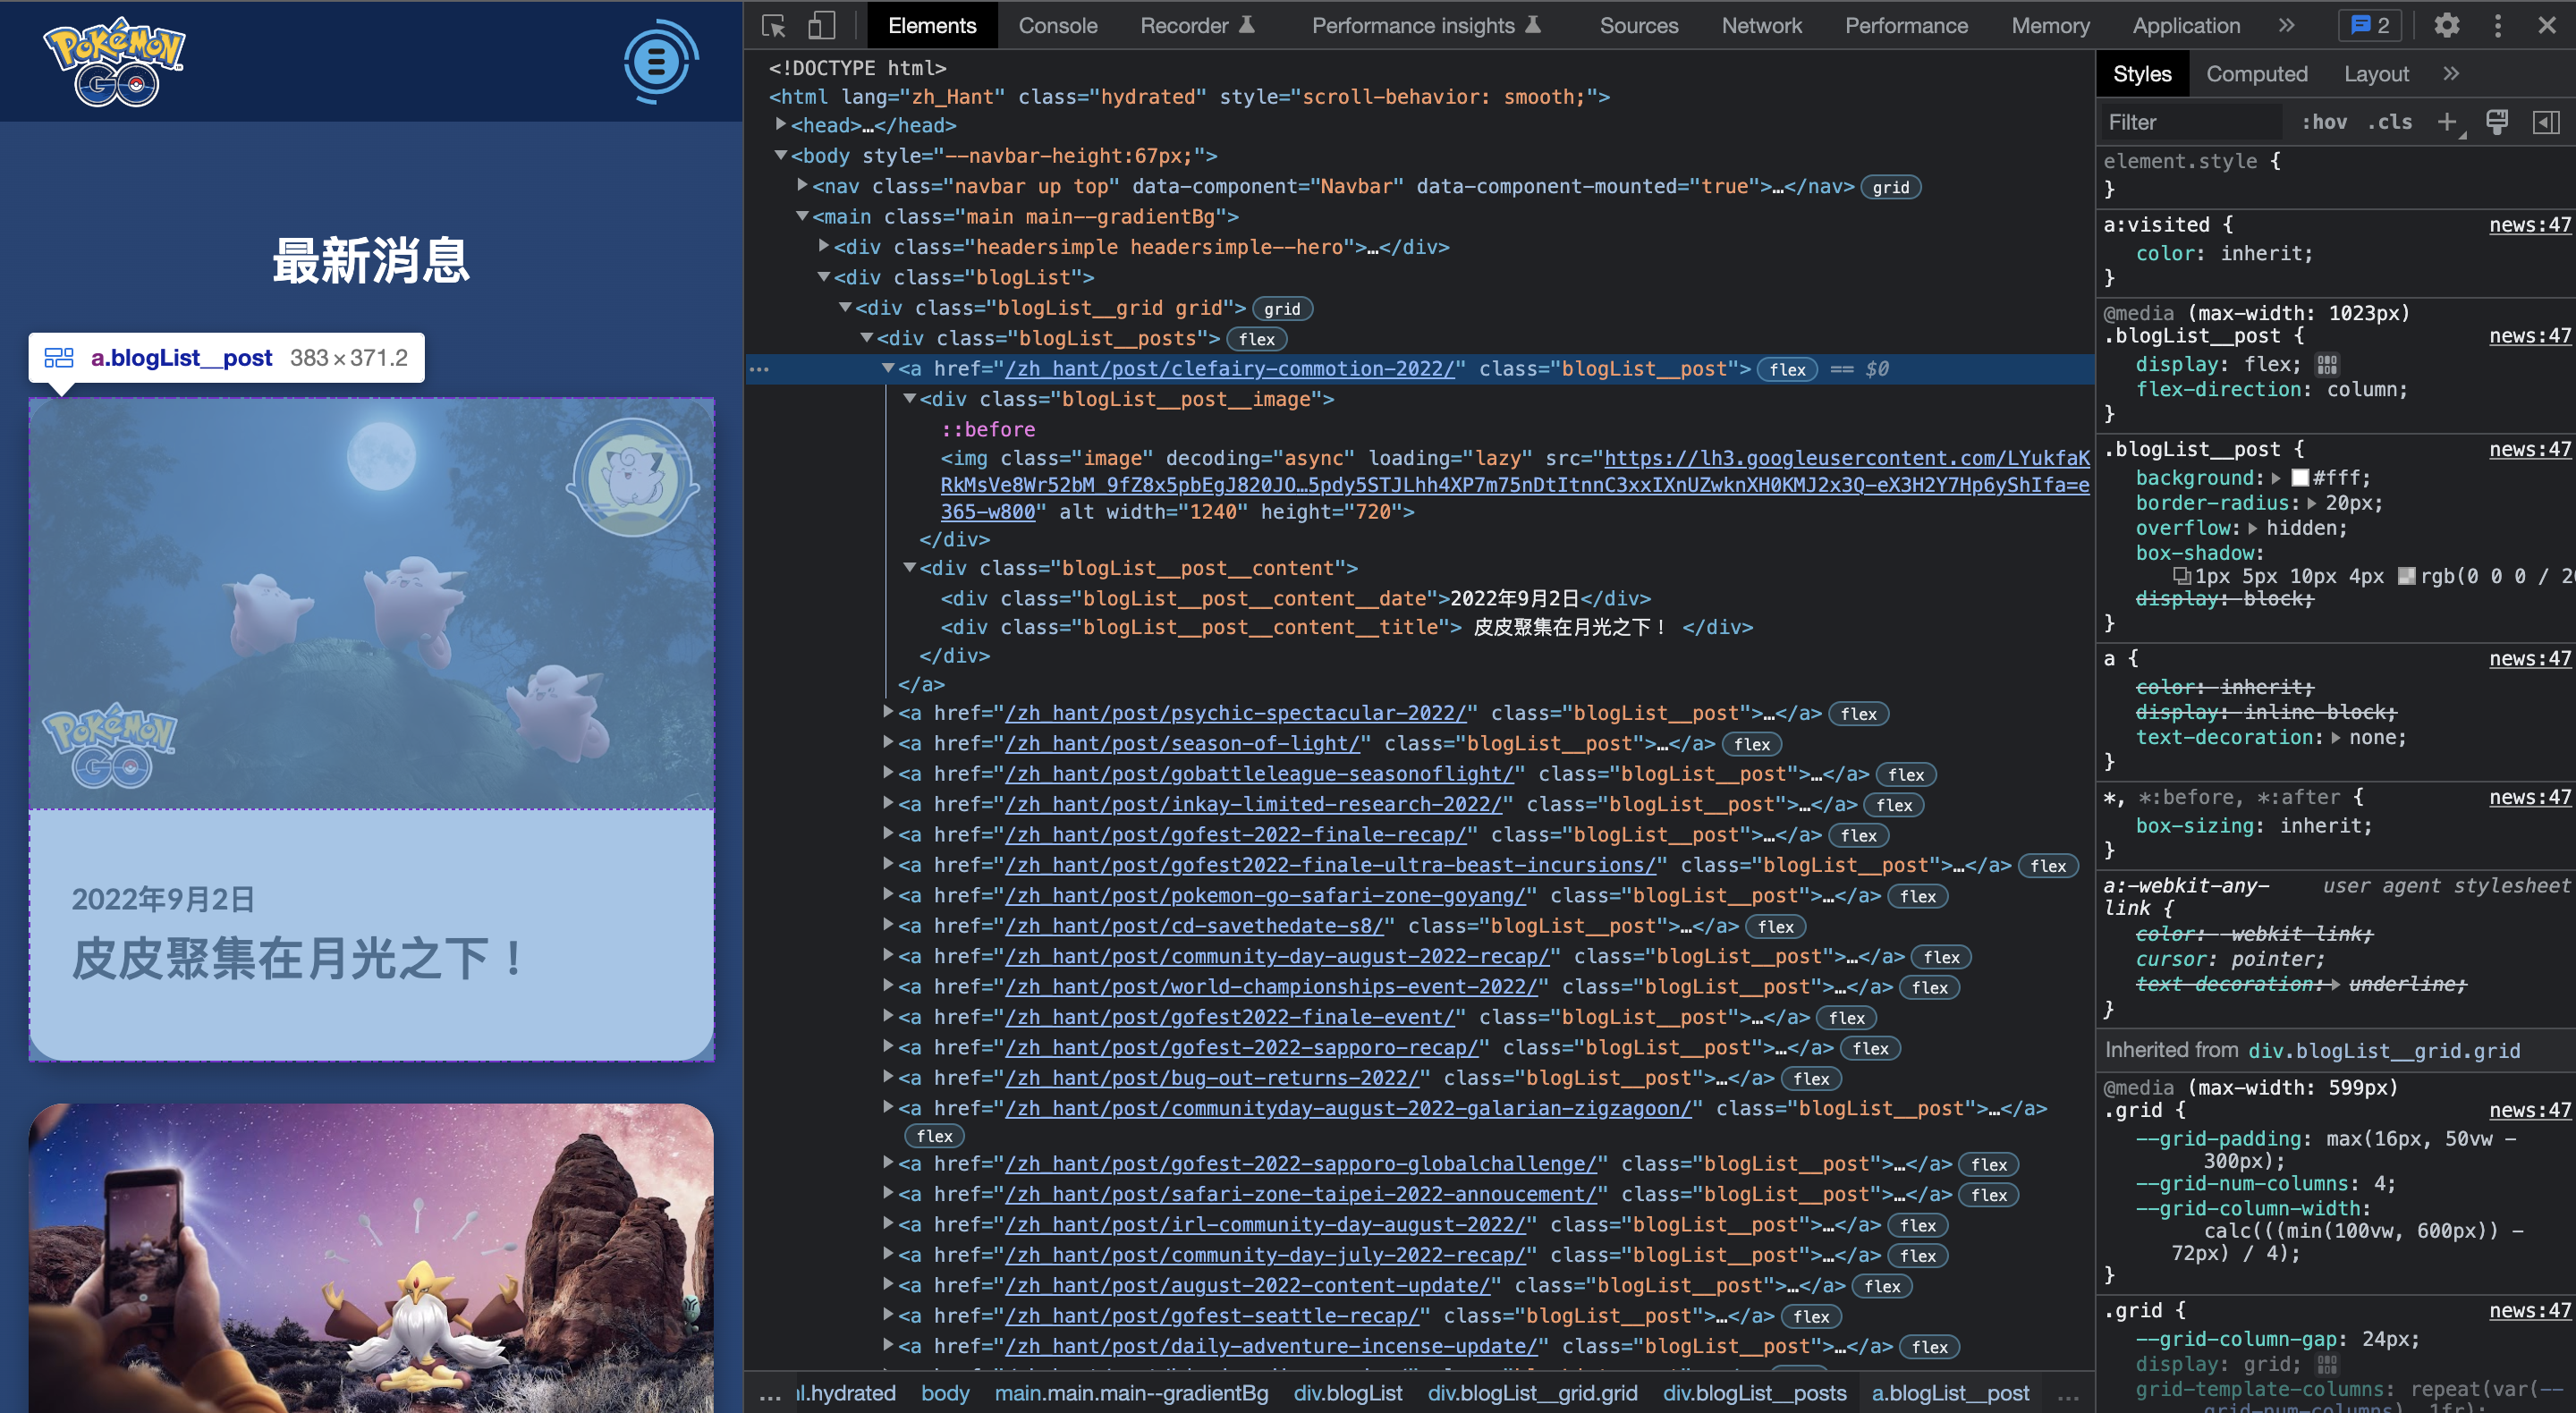 Pokémon
GO
最新消息
a.blogList__post 383 × 371.2
Pokémon
GO
2022年9月2日
皮皮聚集在月光之下！
Elements Console Recorder Performance insights Sources Network Performance Memory Application » 2
<!DOCTYPE html>
<html lang="zh_Hant" class="hydrated" style="scroll-behavior: smooth;">
<head>…</head>
<body style="--navbar-height:67px;">
<nav class="navbar up top" data-component="Navbar" data-component-mounted="true">…</nav> grid
<main class="main main--gradientBg">
<div class="headersimple headersimple--hero">…</div>
<div class="blogList">
<div class="blogList__grid grid"> grid
<div class="blogList__posts"> flex
… <a href="/zh_hant/post/clefairy-commotion-2022/" class="blogList__post"> flex == $0
<div class="blogList__post__image">
::before
<img class="image" decoding="async" loading="lazy" src="https://lh3.googleusercontent.com/LYukfaK
RkMsVe8Wr52bM_9fZ8x5pbEgJ820JO…5pdy5STJLhh4XP7m75nDtItnnC3xxIXnUZwknXH0KMJ2x3Q-eX3H2Y7Hp6yShIfa=e
365-w800" alt width="1240" height="720">
</div>
<div class="blogList__post__content">
<div class="blogList__post__content__date">2022年9月2日</div>
<div class="blogList__post__content__title"> 皮皮聚集在月光之下！ </div>
</div>
</a>
<a href="/zh_hant/post/psychic-spectacular-2022/" class="blogList__post">…</a> flex
<a href="/zh_hant/post/season-of-light/" class="blogList__post">…</a> flex
<a href="/zh_hant/post/gobattleleague-seasonoflight/" class="blogList__post">…</a> flex
<a href="/zh_hant/post/inkay-limited-research-2022/" class="blogList__post">…</a> flex
<a href="/zh_hant/post/gofest-2022-finale-recap/" class="blogList__post">…</a> flex
<a href="/zh_hant/post/gofest2022-finale-ultra-beast-incursions/" class="blogList__post">…</a> flex
<a href="/zh_hant/post/pokemon-go-safari-zone-goyang/" class="blogList__post">…</a> flex
<a href="/zh_hant/post/cd-savethedate-s8/" class="blogList__post">…</a> flex
<a href="/zh_hant/post/community-day-august-2022-recap/" class="blogList__post">…</a> flex
<a href="/zh_hant/post/world-championships-event-2022/" class="blogList__post">…</a> flex
<a href="/zh_hant/post/gofest2022-finale-event/" class="blogList__post">…</a> flex
<a href="/zh_hant/post/gofest-2022-sapporo-recap/" class="blogList__post">…</a> flex
<a href="/zh_hant/post/bug-out-returns-2022/" class="blogList__post">…</a> flex
<a href="/zh_hant/post/communityday-august-2022-galarian-zigzagoon/" class="blogList__post">…</a>
flex
<a href="/zh_hant/post/gofest-2022-sapporo-globalchallenge/" class="blogList__post">…</a> flex
<a href="/zh_hant/post/safari-zone-taipei-2022-annoucement/" class="blogList__post">…</a> flex
<a href="/zh_hant/post/irl-community-day-august-2022/" class="blogList__post">…</a> flex
<a href="/zh_hant/post/community-day-july-2022-recap/" class="blogList__post">…</a> flex
<a href="/zh_hant/post/august-2022-content-update/" class="blogList__post">…</a> flex
<a href="/zh_hant/post/gofest-seattle-recap/" class="blogList__post">…</a> flex
<a href="/zh_hant/post/daily-adventure-incense-update/" class="blogList__post">…</a> flex
… l.hydrated body main.main.main--gradientBg div.blogList div.blogList__grid.grid div.blogList__posts a.blogList__post …
Styles Computed Layout »
Filter :hov .cls +
element.style {
}
a:visited { news:47
color: inherit;
}
@media (max-width: 1023px)
.blogList__post { news:47
display: flex;
flex-direction: column;
}
.blogList__post { news:47
background: #fff;
border-radius: 20px;
overflow: hidden;
box-shadow:
1px 5px 10px 4px rgb(0 0 0 / 20
display: block;
}
a { news:47
color: inherit;
display: inline-block;
text-decoration: none;
}
*, *:before, *:after { news:47
box-sizing: inherit;
}
a:-webkit-any- user agent stylesheet
link {
color: -webkit-link;
cursor: pointer;
text-decoration: underline;
}
Inherited from div.blogList__grid.grid
@media (max-width: 599px)
.grid { news:47
--grid-padding: max(16px, 50vw -
300px);
--grid-num-columns: 4;
--grid-column-width:
calc(((min(100vw, 600px)) -
72px) / 4);
}
.grid { news:47
--grid-column-gap: 24px;
display: grid;
grid-template-columns: repeat(var(--
grid-num-columns), 1fr);